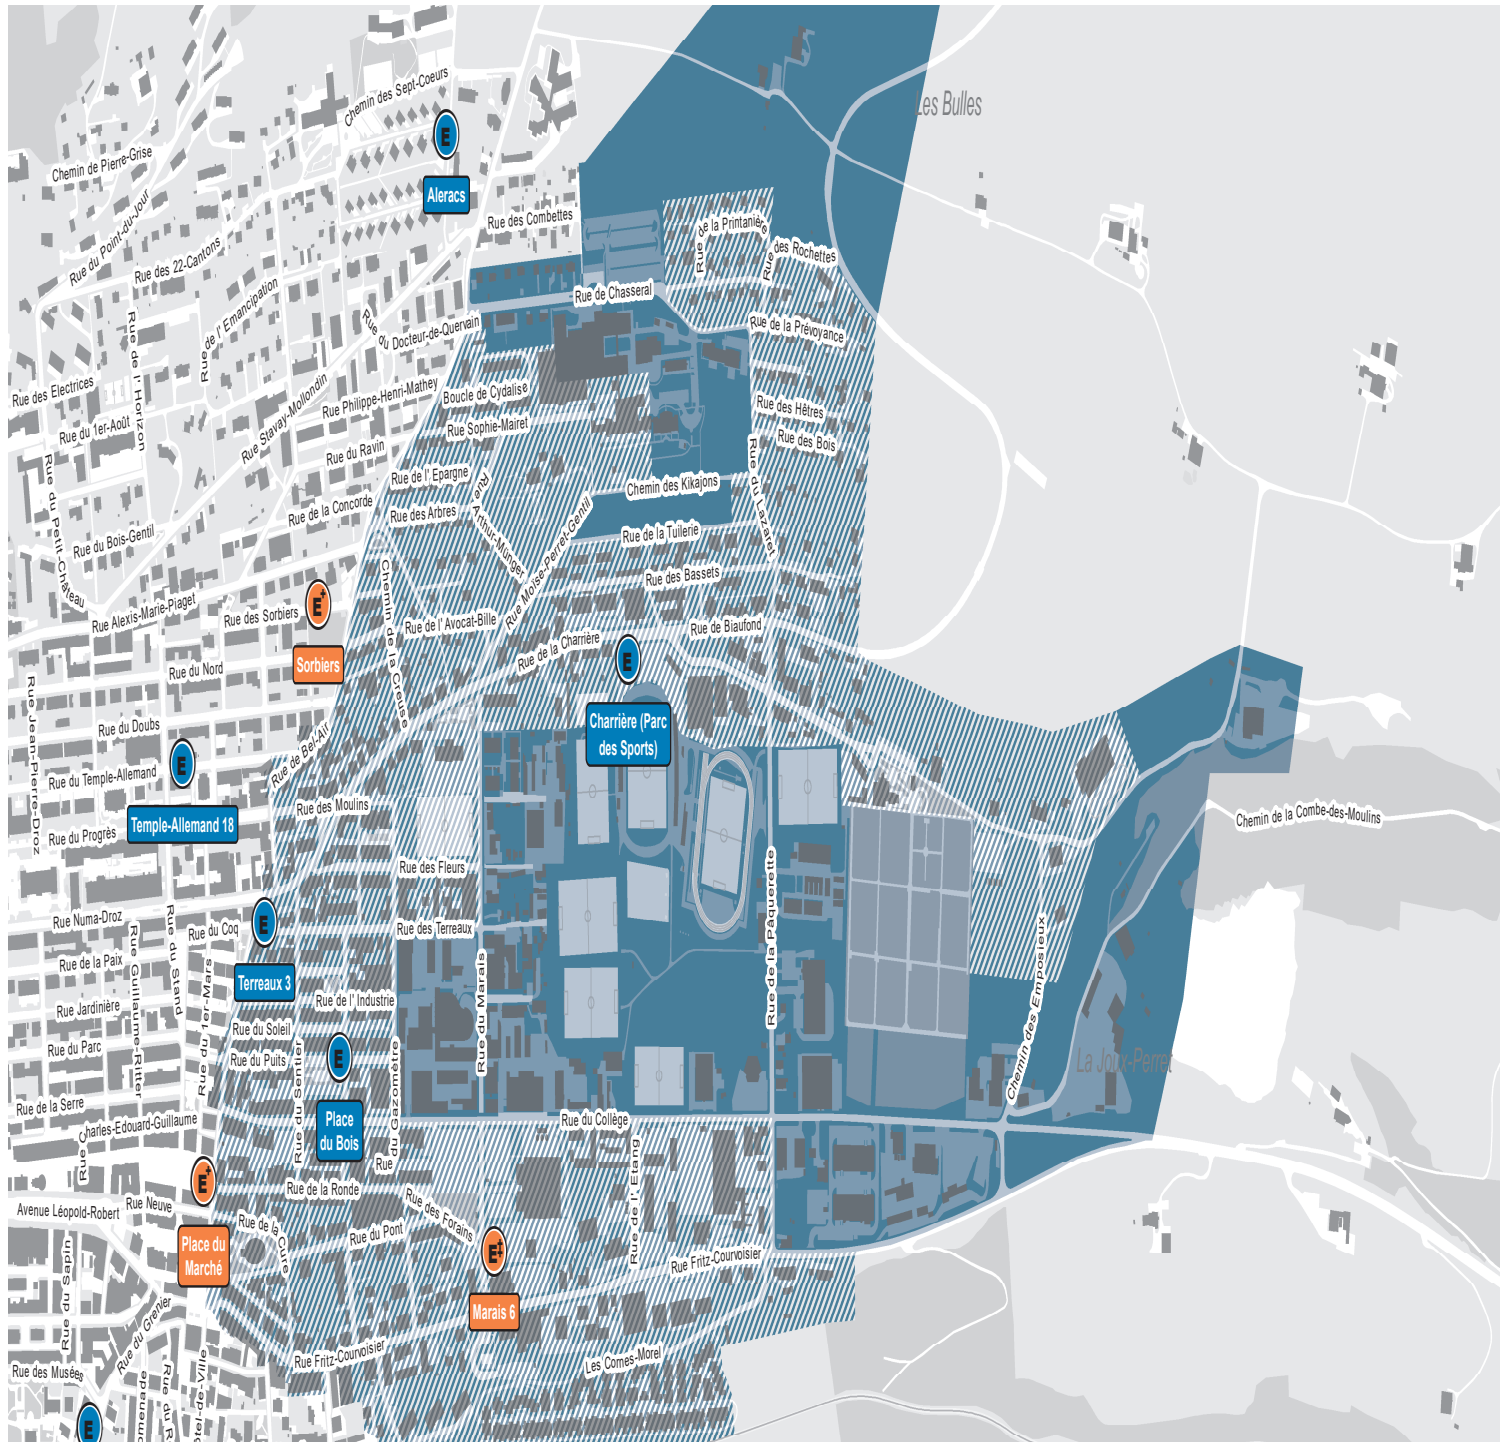 Chemin des Sept-Coeurs
Les Bulles
E
Chemin de Pierre-Grise
Aleracs
Rue du Point-du-Jour
Rue des Combettes
Rue de la Printanière
Rue des Rochettes
Rue des 22-Cantons
Rue de Chasseral
Rue de l' Emancipation
Rue du Docteur-de-Quervain
Rue de la Prévoyance
Rue de l' Horizon
Rue des Electrices
Rue Stavay-Mollondin
Rue Philippe-Henri-Mathey
Boucle de Cydalise
Rue des Hêtres
Rue du 1er-Août
Rue Sophie-Mairet
Rue des Bois
Rue du Ravin
Rue de l' Epargne
Chemin des Kikajons
Rue du Lazaret
Rue du Petit-Château
Rue de la Concorde
Rue des Arbres
Rue Arthur-Münger
Rue Moïse-Perret-Gentil
Rue de la Tuilerie
Rue du Bois-Gentil
Rue des Bassets
Chemin de la Creuse
E+
Rue Alexis-Marie-Piaget
Rue des Sorbiers
Rue de l' Avocat-Bille
Rue de Biaufond
Rue de la Charrière
E
Sorbiers
Rue du Nord
Rue Jean-Pierre-Droz
Rue du Doubs
Charrière (Parc
des Sports)
Rue de Bel-Air
E
Rue du Temple-Allemand
Rue des Moulins
Temple-Allemand 18
Rue du Progrès
Chemin de la Combe-des-Moulins
Rue des Fleurs
Rue de la Pâquerette
Rue Numa-Droz
Rue du Stand
Rue du Coq
E
Rue des Terreaux
Rue de la Paix
Rue Guillaume-Ritter
Rue du 1er-Mars
Terreaux 3
Rue du Marais
Chemin des Emposieux
Rue Jardinière
Rue de l' Industrie
Rue du Soleil
Rue du Parc
Rue du Puits
E
La Joux-Perret
Rue du Sentier
Rue du Gazomètre
Rue de la Serre
Place
du Bois
Rue du Collège
Rue Charles-Edouard-Guillaume
Rue
E+
Rue de la Ronde
Rue de l' Etang
Avenue Léopold-Robert
Rue Neuve
Rue des Forains
Rue de la Cure
Rue du Pont
Place du
Marché
E‡
Rue Fritz-Courvoisier
Rue du Sapin
Marais 6
Rue du Grenier
Rue Fritz-Courvoisier
Les Cornes-Morel
Rue des Musées
omenade
Rue du R
tel-de-Ville
E